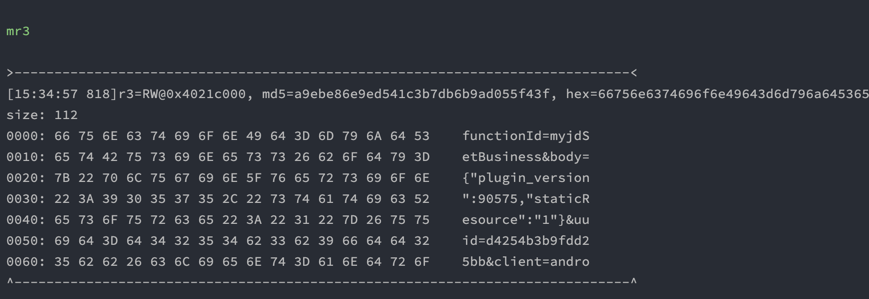 mr3
>-----------------------------------------------------------------------------<
[15:34:57 818]r3=RW@0x4021c000, md5=a9ebe86e9ed541c3b7db6b9ad055f43f, hex=66756e6374696f6e49643d6d796a645365
size: 112
0000: 66 75 6E 63 74 69 6F 6E 49 64 3D 6D 79 6A 64 53    functionId=myjdS
0010: 65 74 42 75 73 69 6E 65 73 73 26 62 6F 64 79 3D    etBusiness&body=
0020: 7B 22 70 6C 75 67 69 6E 5F 76 65 72 73 69 6F 6E    {"plugin_version
0030: 22 3A 39 30 35 37 35 2C 22 73 74 61 74 69 63 52    ":90575,"staticR
0040: 65 73 6F 75 72 63 65 22 3A 22 31 22 7D 26 75 75    esource":"1"}&uu
0050: 69 64 3D 64 34 32 35 34 62 33 62 39 66 64 64 32    id=d4254b3b9fdd2
0060: 35 62 62 26 63 6C 69 65 6E 74 3D 61 6E 64 72 6F    5bb&client=andro
^-----------------------------------------------------------------------------^